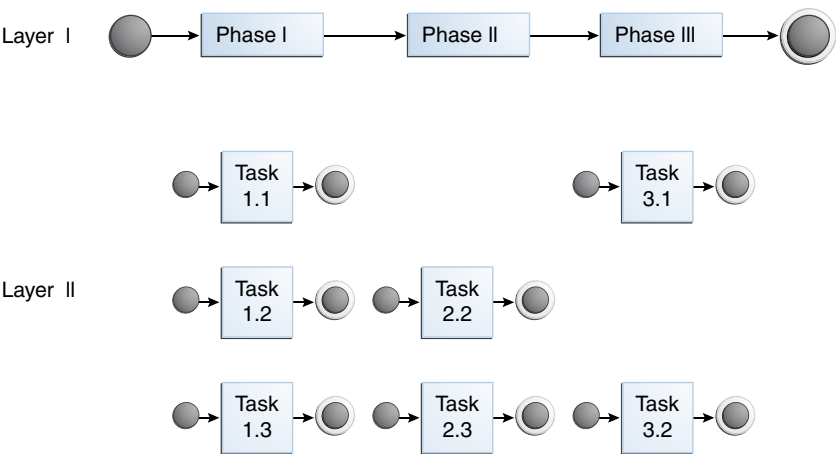 Layer I
Phase I
Phase II
Phase III
Task
1.1
Task
3.1
Layer II
Task
1.2
Task
2.2
Task
1.3
Task
2.3
Task
3.2